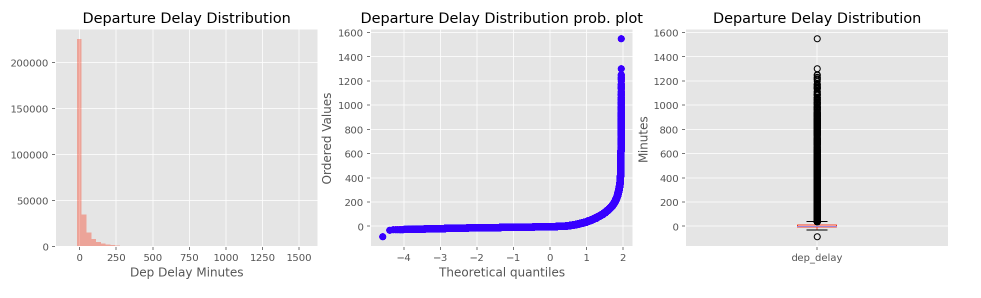 Departure Delay Distribution
200000
150000
100000
50000
0
0 250 500 750 1000 1250 1500
Dep Delay Minutes
Departure Delay Distribution prob. plot
Ordered Values
1600
1400
1200
1000
800
600
400
200
0
−4 −3 −2 −1 0 1 2
Theoretical quantiles
Departure Delay Distribution
Minutes
1600
1400
1200
1000
800
600
400
200
0
dep_delay